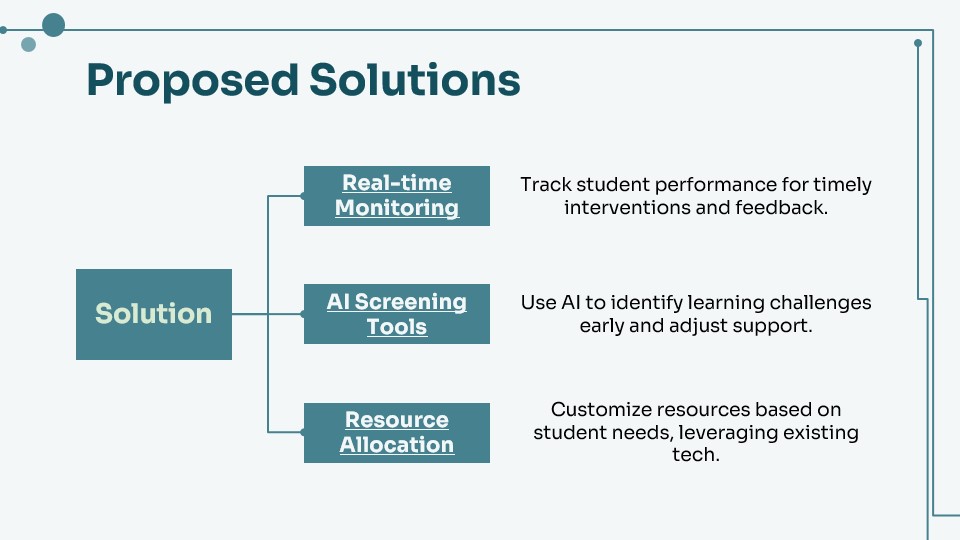 Proposed Solutions
Real-time
Monitoring
Track student performance for timely
interventions and feedback.
Solution
AI Screening
Tools
Use AI to identify learning challenges
early and adjust support.
Resource
Allocation
Customize resources based on
student needs, leveraging existing
tech.